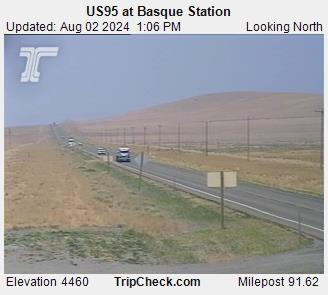 US95 at Basque Station
Updated: Aug 02 2024 1:06 PM Looking North
Elevation 4460 TripCheck.com Milepost 91.62